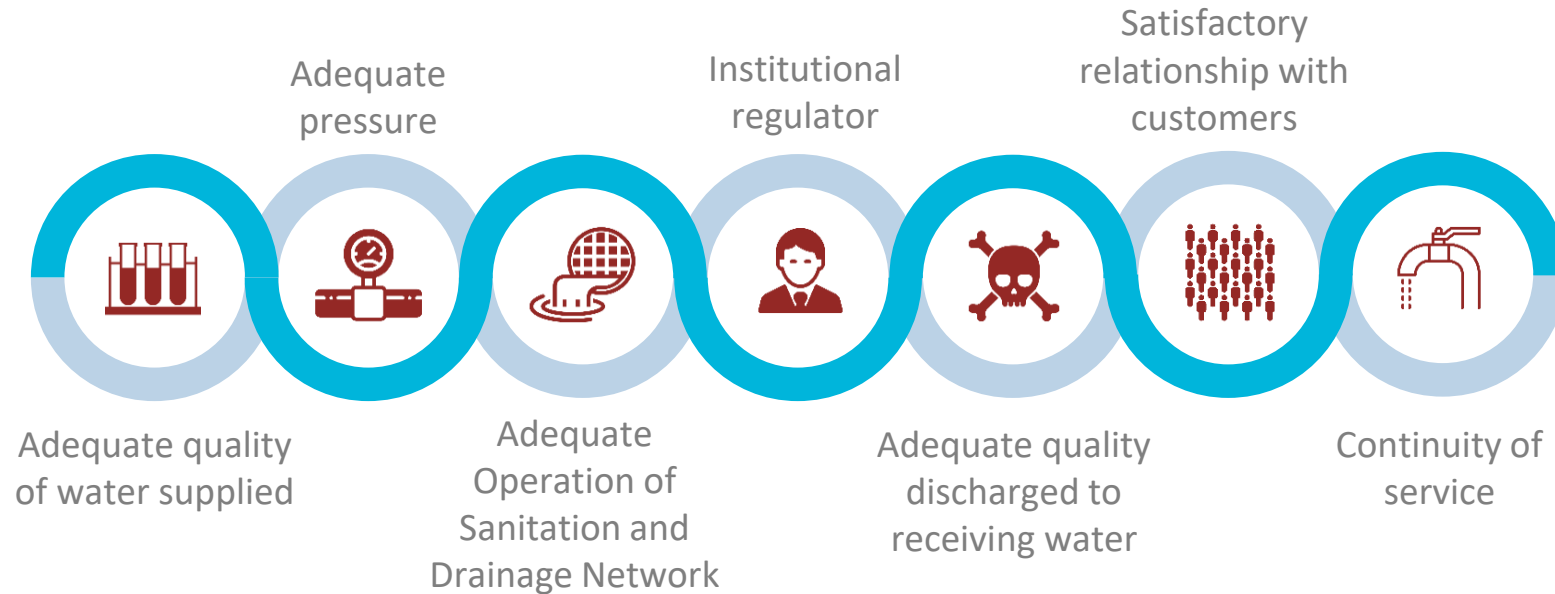 Adequate quality
of water supplied
Adequate
pressure
Adequate
Operation of
Sanitation and
Drainage Network
Institutional
regulator
Adequate quality
discharged to
receiving water
Satisfactory
relationship with
customers
Continuity of
service